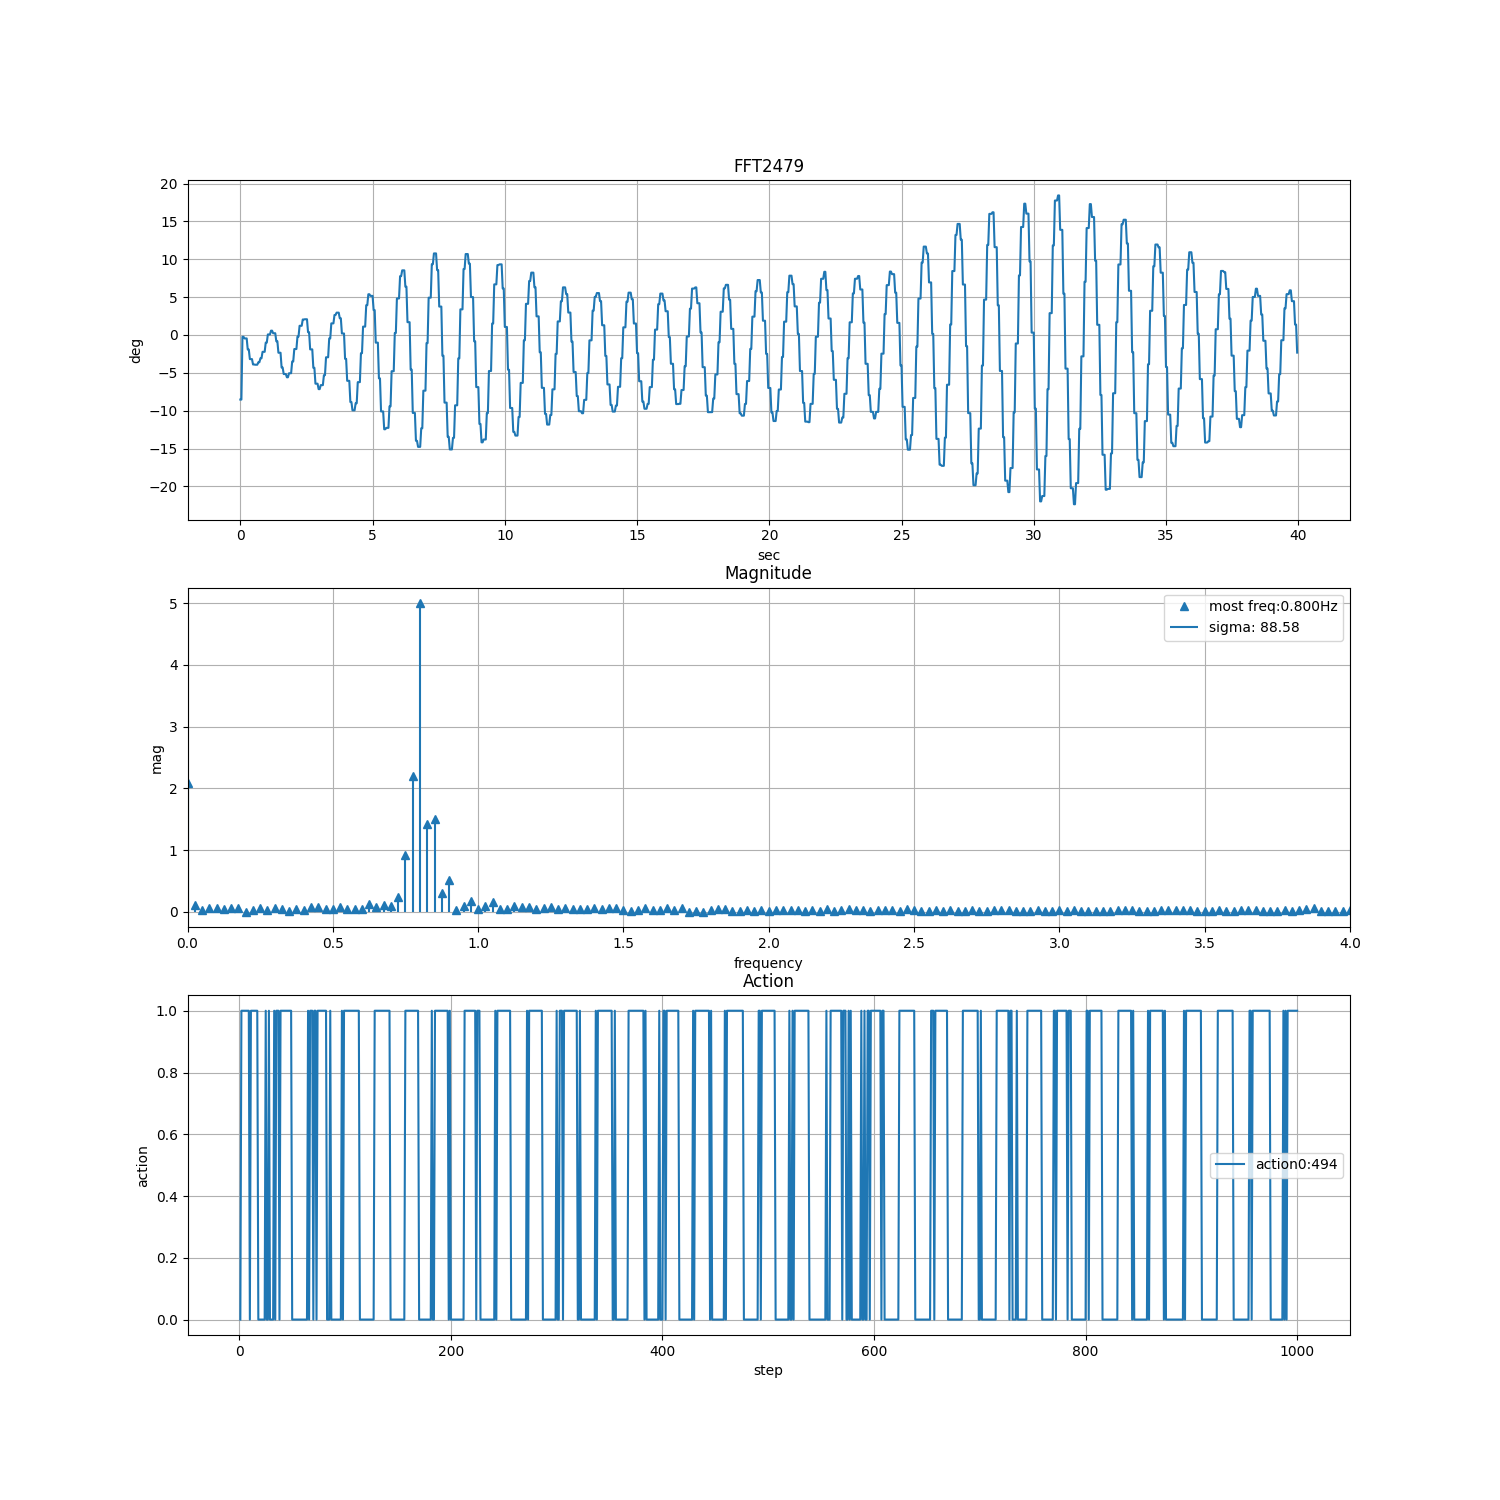 FFT2479
20
15
10
5
0
−5
−10
−15
−20
deg
0 5 10 15 20 25 30 35 40
sec
Magnitude
most freq:0.800Hz
sigma: 88.58
5
4
3
2
1
0
mag
0.0 0.5 1.0 1.5 2.0 2.5 3.0 3.5 4.0
frequency
Action
1.0
0.8
0.6
0.4
0.2
0.0
action
action0:494
0 200 400 600 800 1000
step